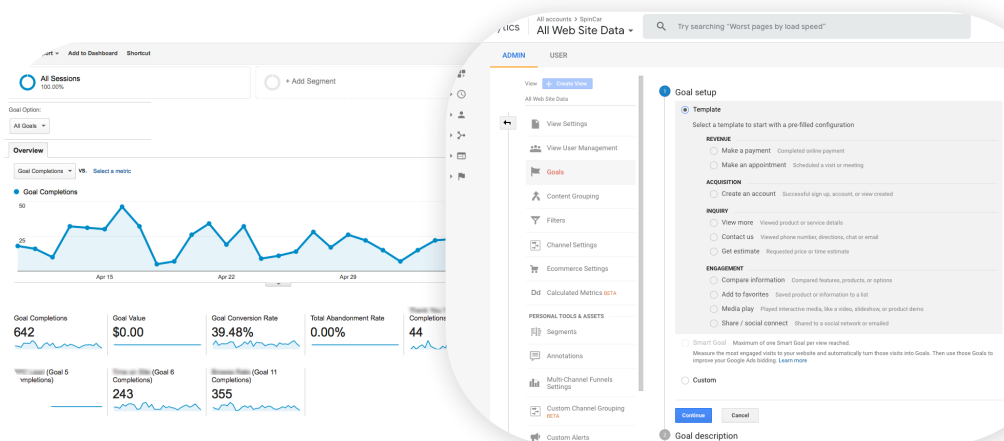 Add to Dashboard Shortcut
All Sessions
100.00%
+ Add Segment
Goal Option:
All Goals
Overview
Goal Completions VS. Select a metric
Goal Completions
50
25
Apr 15 Apr 22 Apr 29
Goal Completions
642
Goal Value
$0.00
Goal Conversion Rate
39.48%
Total Abandonment Rate
0.00%
Completions
44
(Goal 5
(Goal 6
Completions)
243
(Goal 11
Completions)
355
All accounts > SpinCar
All Web Site Data
Try searching "Worst pages by load speed"
ADMIN USER
View + Create View
All Web Site Data
View Settings
View User Management
Goals
Content Grouping
Filters
Channel Settings
Ecommerce Settings
Dd Calculated Metrics BETA
PERSONAL TOOLS & ASSETS
Segments
Annotations
Multi-Channel Funnels
Settings
Custom Channel Grouping
BETA
Custom Alerts
1 Goal setup
Template
Select a template to start with a pre-filled configuration
REVENUE
Make a payment Completed online payment
Make an appointment Scheduled a visit or meeting
ACQUISITION
Create an account Successful sign up, account, or view created
INQUIRY
View more Viewed product or service details
Contact us Viewed phone number, directions, chat or email
Get estimate Requested price or time estimate
ENGAGEMENT
Compare information Compared features, products, or options
Add to favorites Saved product or information to a list
Media play Played interactive media, like a video, slideshow, or product demo
Share / social connect Shared to a social network or emailed
Smart Goal Maximum of one Smart Goal per view reached.
Measure the most engaged visits to your website and automatically turn those visits into Goals. Then use those Goals to
improve your Google Ads bidding. Learn more
Custom
Continue Cancel
2 Goal description